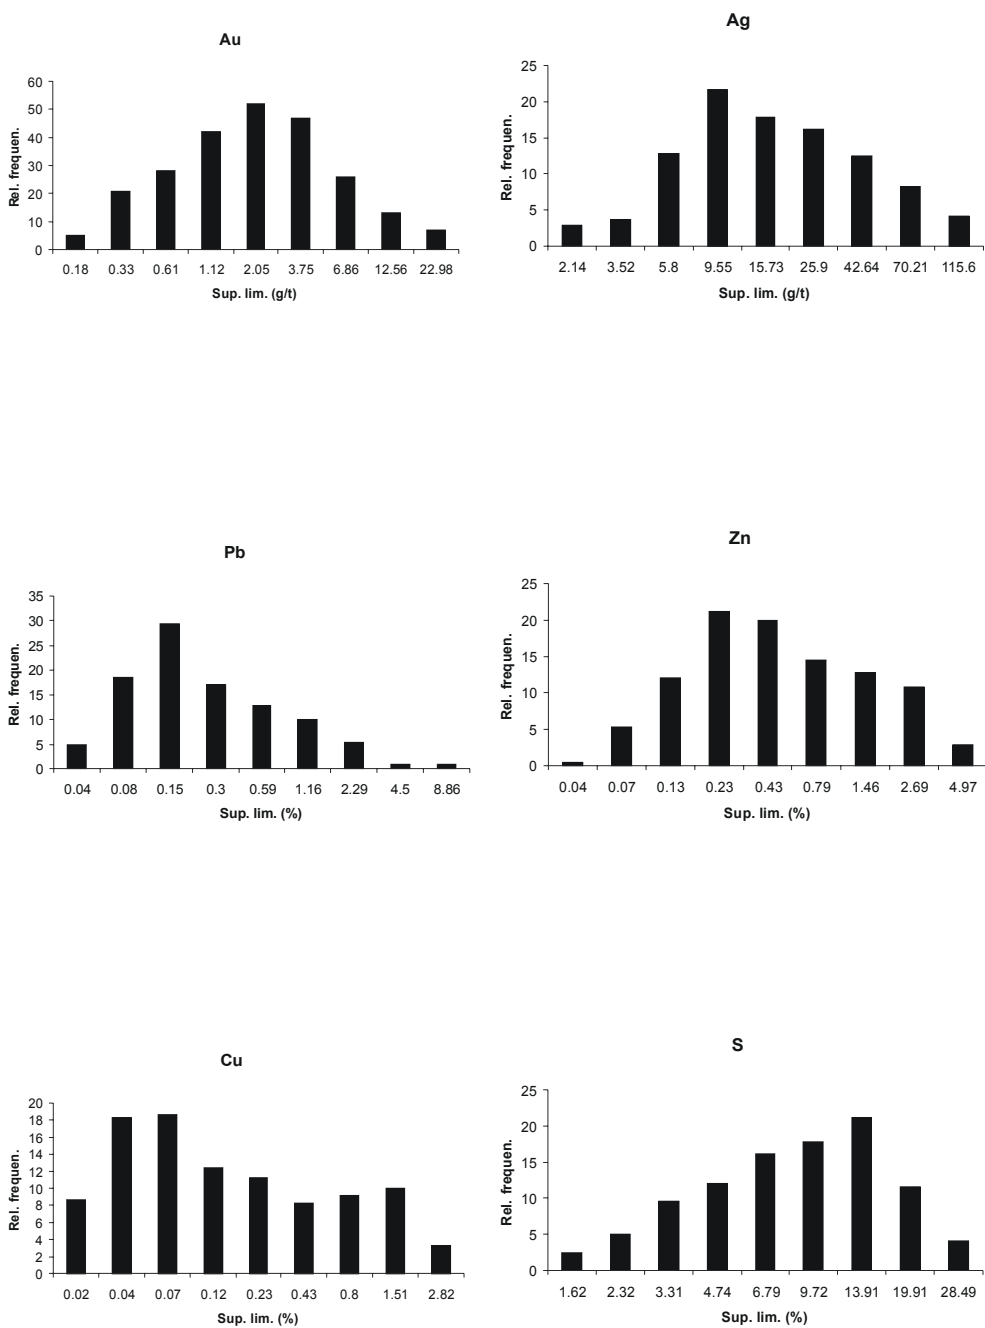 Au
60
50
40
30
20
10
0
Rel. frequen.
0.18 0.33 0.61 1.12 2.05 3.75 6.86 12.56 22.98
Sup. lim. (g/t)
Ag
25
20
15
10
5
0
Rel. frequen.
2.14 3.52 5.8 9.55 15.73 25.9 42.64 70.21 115.6
Sup. lim. (g/t)
Pb
35
30
25
20
15
10
5
0
Rel. frequen.
0.04 0.08 0.15 0.3 0.59 1.16 2.29 4.5 8.86
Sup. lim. (%)
Zn
25
20
15
10
5
0
Rel. frequen.
0.04 0.07 0.13 0.23 0.43 0.79 1.46 2.69 4.97
Sup. lim. (%)
Cu
20
18
16
14
12
10
8
6
4
2
0
Rel. frequen.
0.02 0.04 0.07 0.12 0.23 0.43 0.8 1.51 2.82
Sup. lim. (%)
S
25
20
15
10
5
0
Rel. frequen.
1.62 2.32 3.31 4.74 6.79 9.72 13.91 19.91 28.49
Sup. lim. (%)